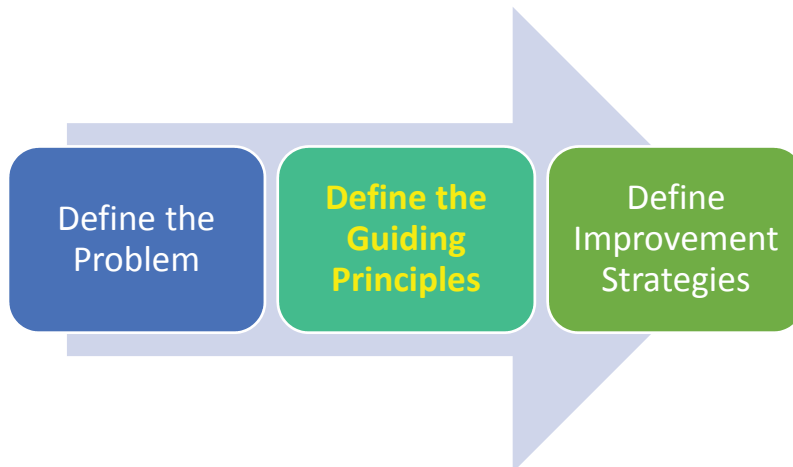 Define the
Problem
Define the
Guiding
Principles
Define
Improvement
Strategies